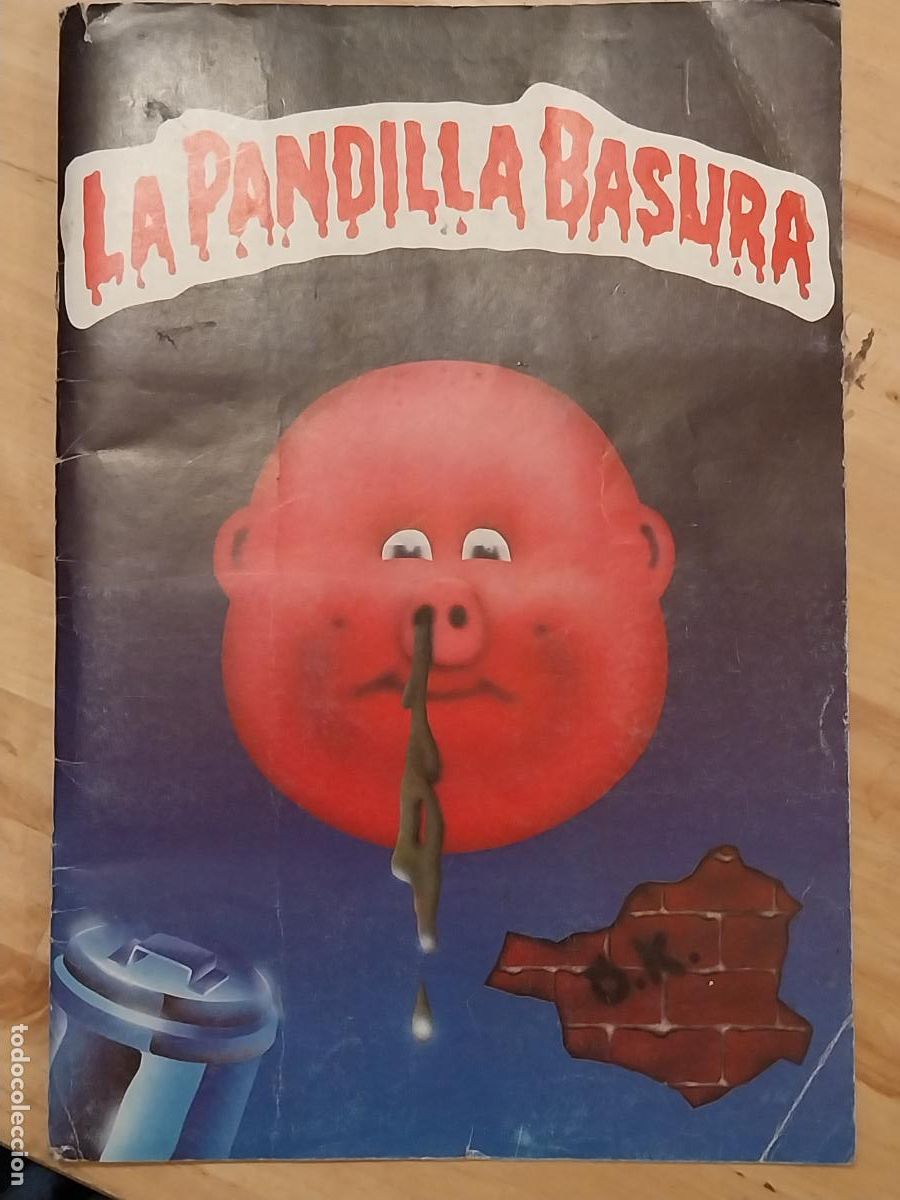 LA PANDILLA BASURA
O.K.
todocoleccion